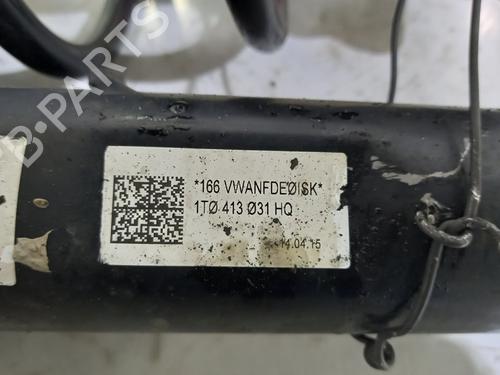 B-PARTS
*166 VWANFDEØISK*
1TØ 413 Ø31 HQ
14.04.15